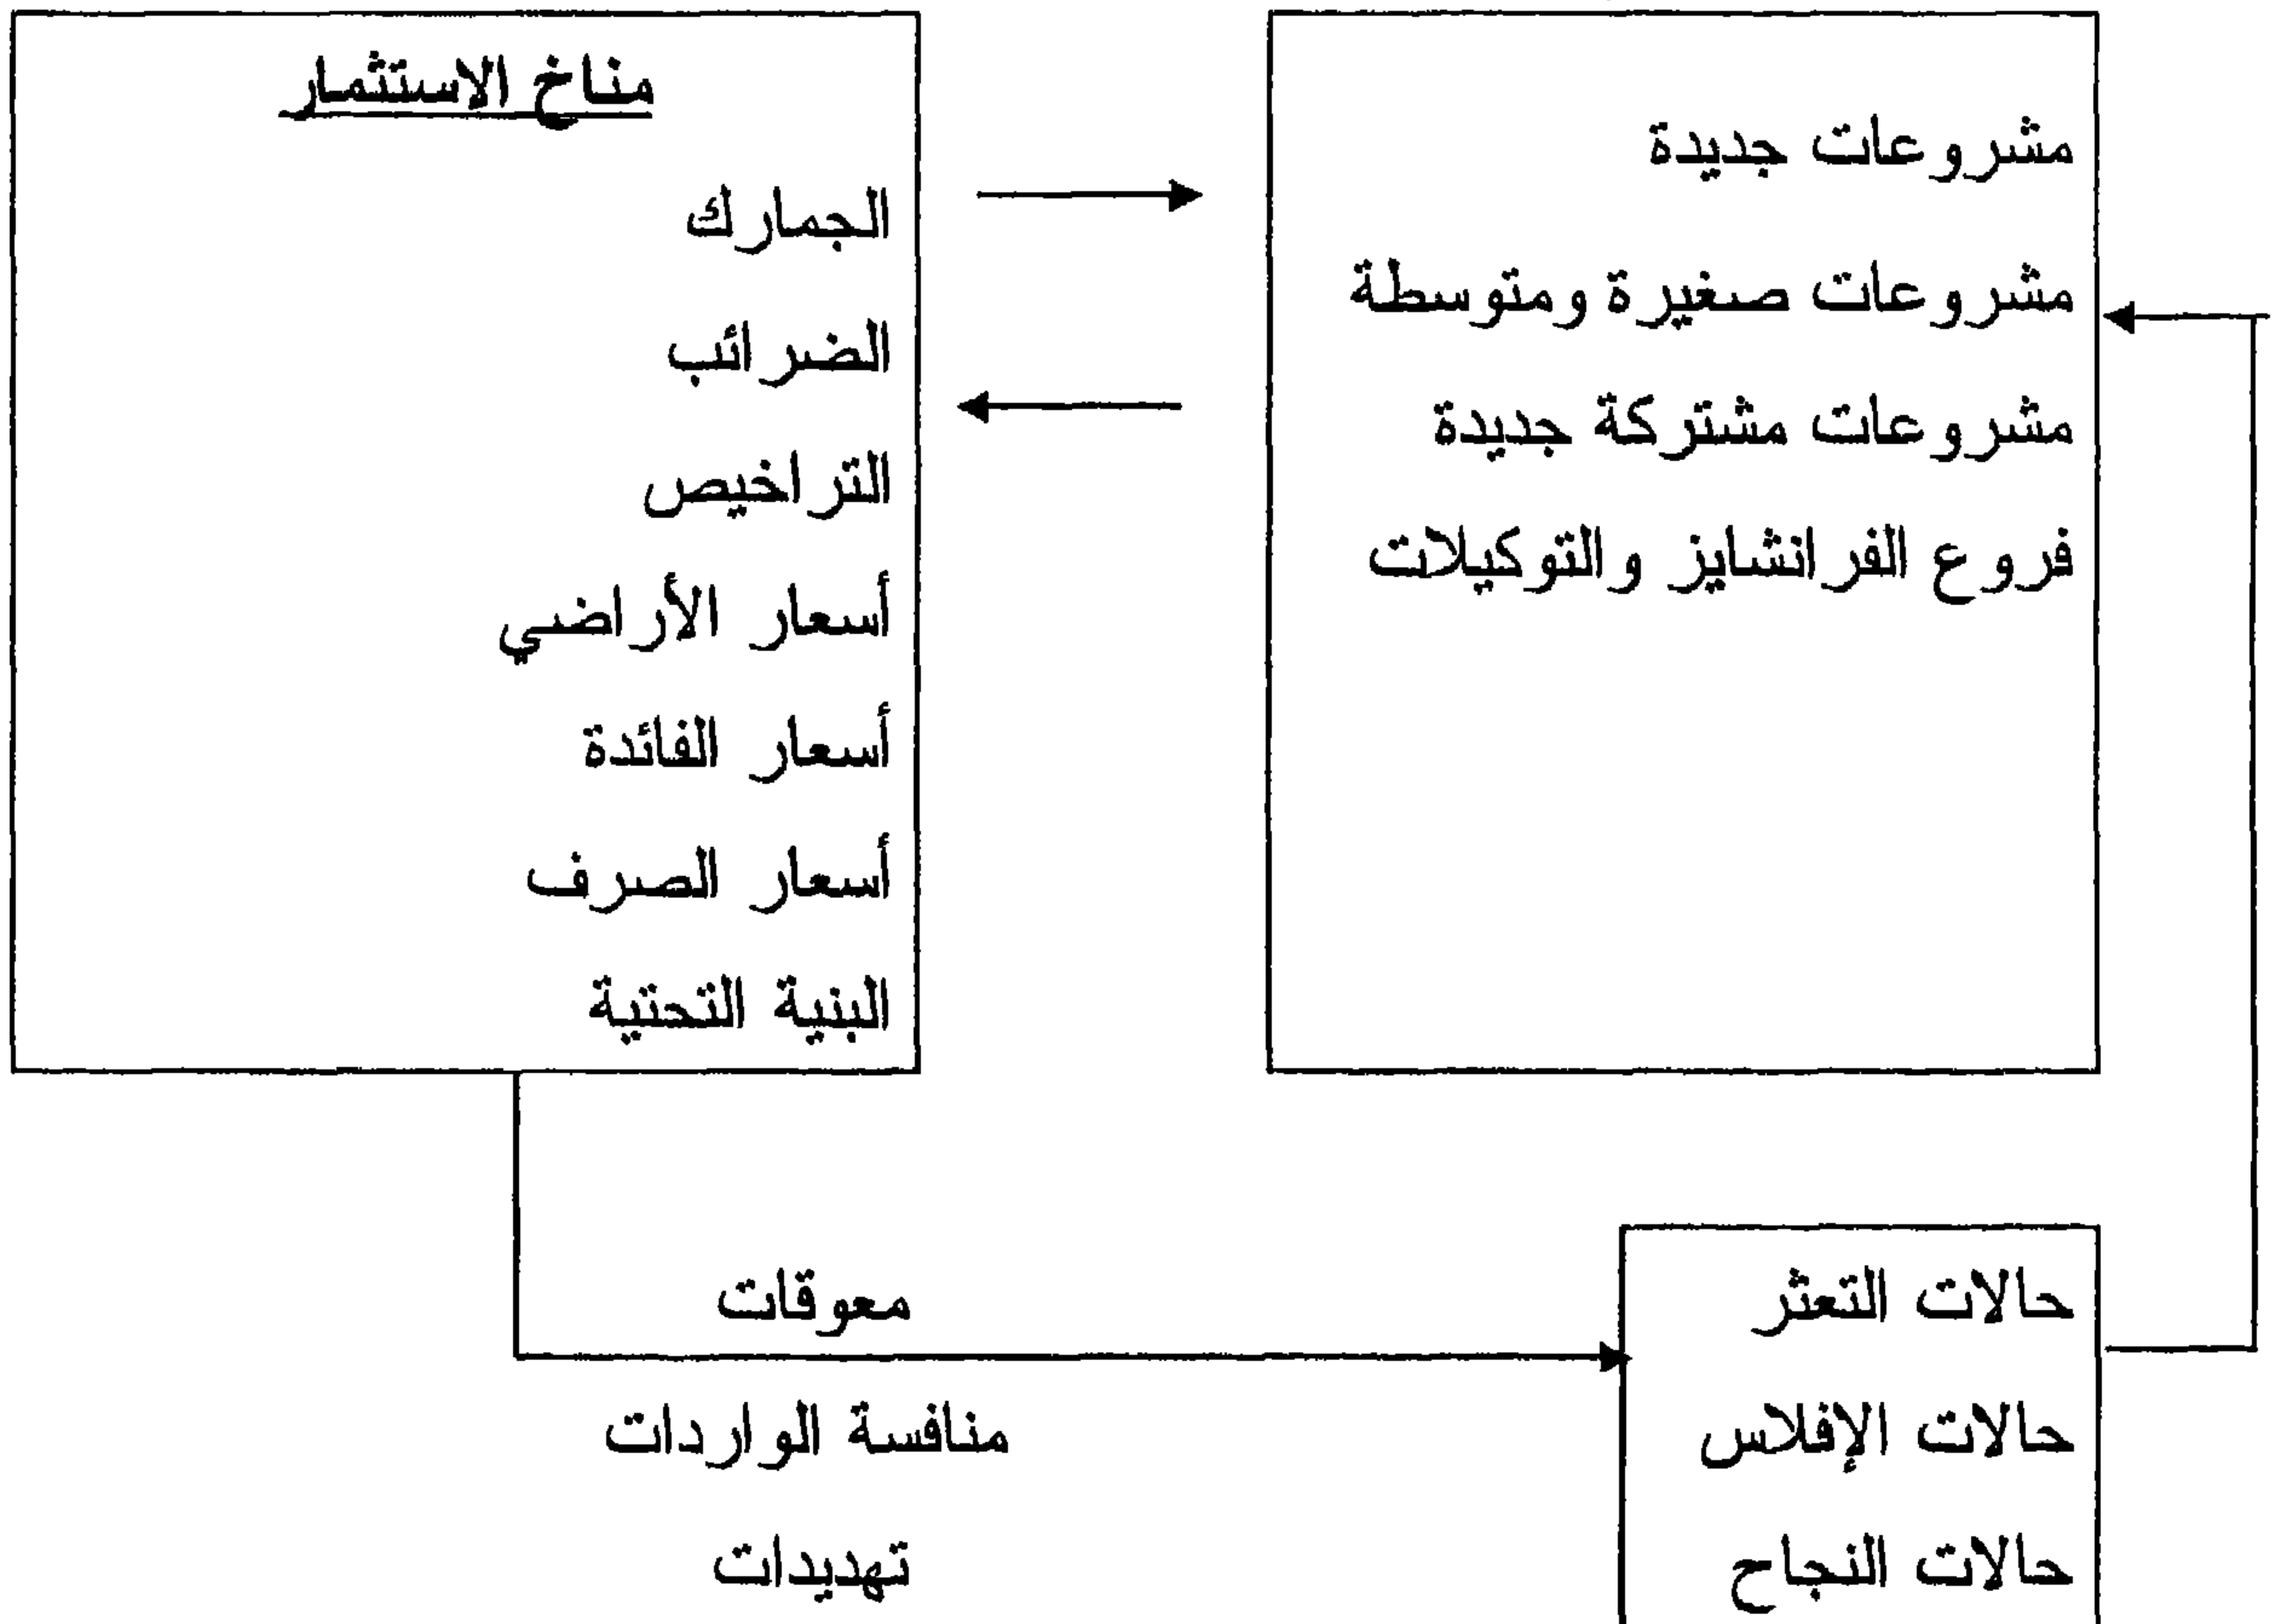 مشروعات جديدة
مشروعات صغيرة ومتوسطة
مشروعات مشتركة جديدة
فروع الفرانشايز والتوكيلات
مناخ الاستثمار
الجمارك
الضرائب
التراخيص
أسعار الأراضي
أسعار الفائدة
أسعار الصرف
البنية التحتية
حالات التعثر
حالات الإفلاس
حالات النجاح
معوقات
منافسة الواردات
تهديدات